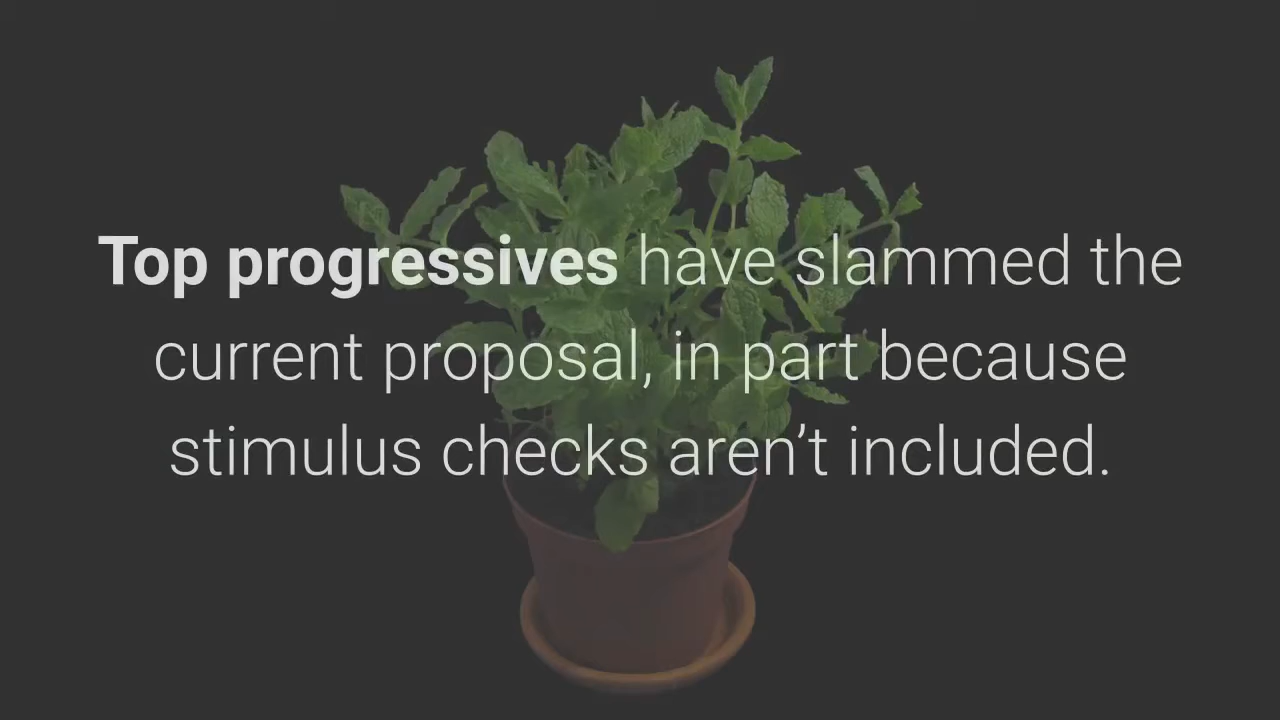 Top progressives have slammed the
current proposal, in part because
stimulus checks aren’t included.